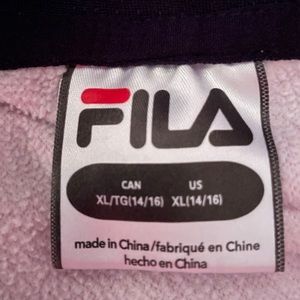 FILA
CAN US
XL/TG(14/16) XL(14/16)
made in China/fabriqué en Chine
hecho en China